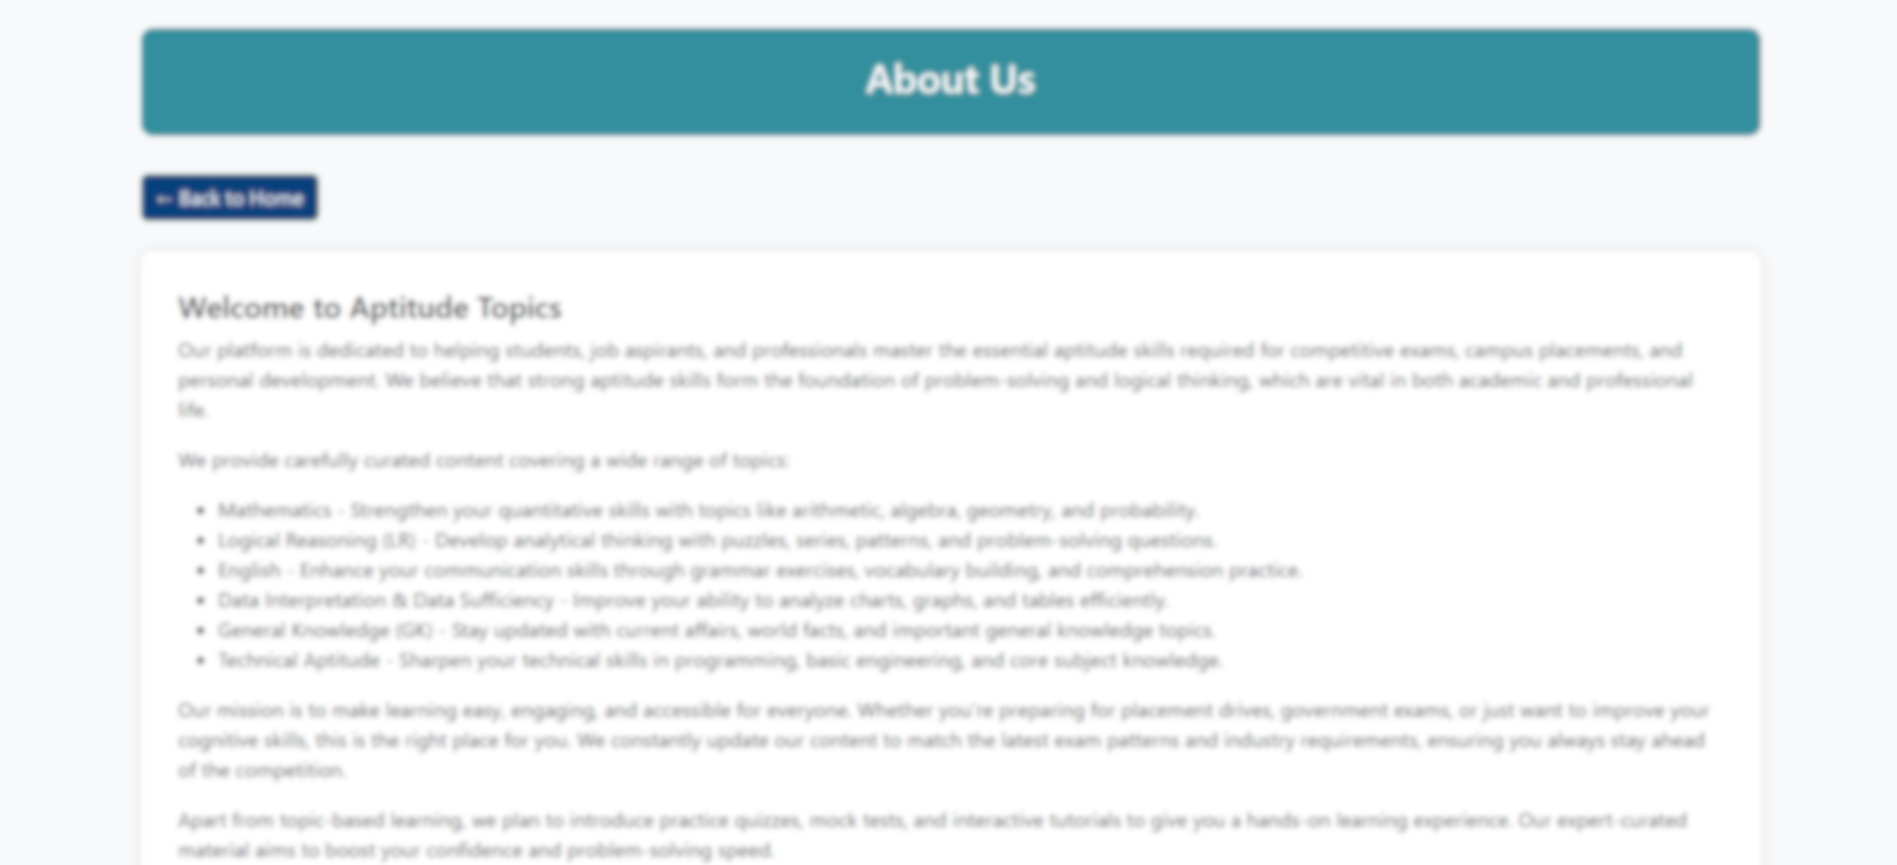 About Us
← Back to Home
Welcome to Aptitude Topics
Our platform is dedicated to helping students, job aspirants, and professionals master the essential aptitude skills required for competitive exams, campus placements, and
personal development. We believe that strong aptitude skills form the foundation of problem-solving and logical thinking, which are vital in both academic and professional
life.
We provide carefully curated content covering a wide range of topics:
• Mathematics - Strengthen your quantitative skills with topics like arithmetic, algebra, geometry, and probability.
• Logical Reasoning (LR) - Develop analytical thinking with puzzles, series, patterns, and problem-solving questions.
• English - Enhance your communication skills through grammar exercises, vocabulary building, and comprehension practice.
• Data Interpretation & Data Sufficiency - Improve your ability to analyze charts, graphs, and tables efficiently.
• General Knowledge (GK) - Stay updated with current affairs, world facts, and important general knowledge topics.
• Technical Aptitude - Sharpen your technical skills in programming, basic engineering, and core subject knowledge.
Our mission is to make learning easy, engaging, and accessible for everyone. Whether you're preparing for placement drives, government exams, or just want to improve your
cognitive skills, this is the right place for you. We constantly update our content to match the latest exam patterns and industry requirements, ensuring you always stay ahead
of the competition.
Apart from topic-based learning, we plan to introduce practice quizzes, mock tests, and interactive tutorials to give you a hands-on learning experience. Our expert-curated
material aims to boost your confidence and problem-solving speed.